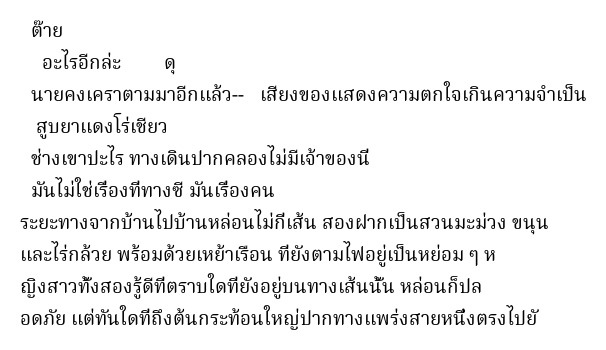 ต๊าย
อะไรอีกล่ะ ดุ
นายคงเคราตามมาอีกแล้ว-- เสียงของแสดงความตกใจเกินความจำเป็น
สูบยาแดงโร่เชียว
ช่างเขาปะไร ทางเดินปากคลองไม่มีเจ้าของนี่
มันไม่ใช่เรื่องที่ทางซี มันเรื่องคน
ระยะทางจากบ้านไปบ้านหล่อนไม่กี่เส้น สองฝากเป็นสวนมะม่วง ขนุน
และไร่กล้วย พร้อมด้วยเหย้าเรือน ที่ยังตามไฟอยู่เป็นหย่อม ๆ ห
ญิงสาวทั้งสองรู้ดีที่ตราบใดที่ยังอยู่บนทางเส้นนั้น หล่อนก็ปล
อดภัย แต่ทันใดที่ถึงต้นกระท้อนใหญ่ปากทางแพร่งสายหนึ่งตรงไปยั